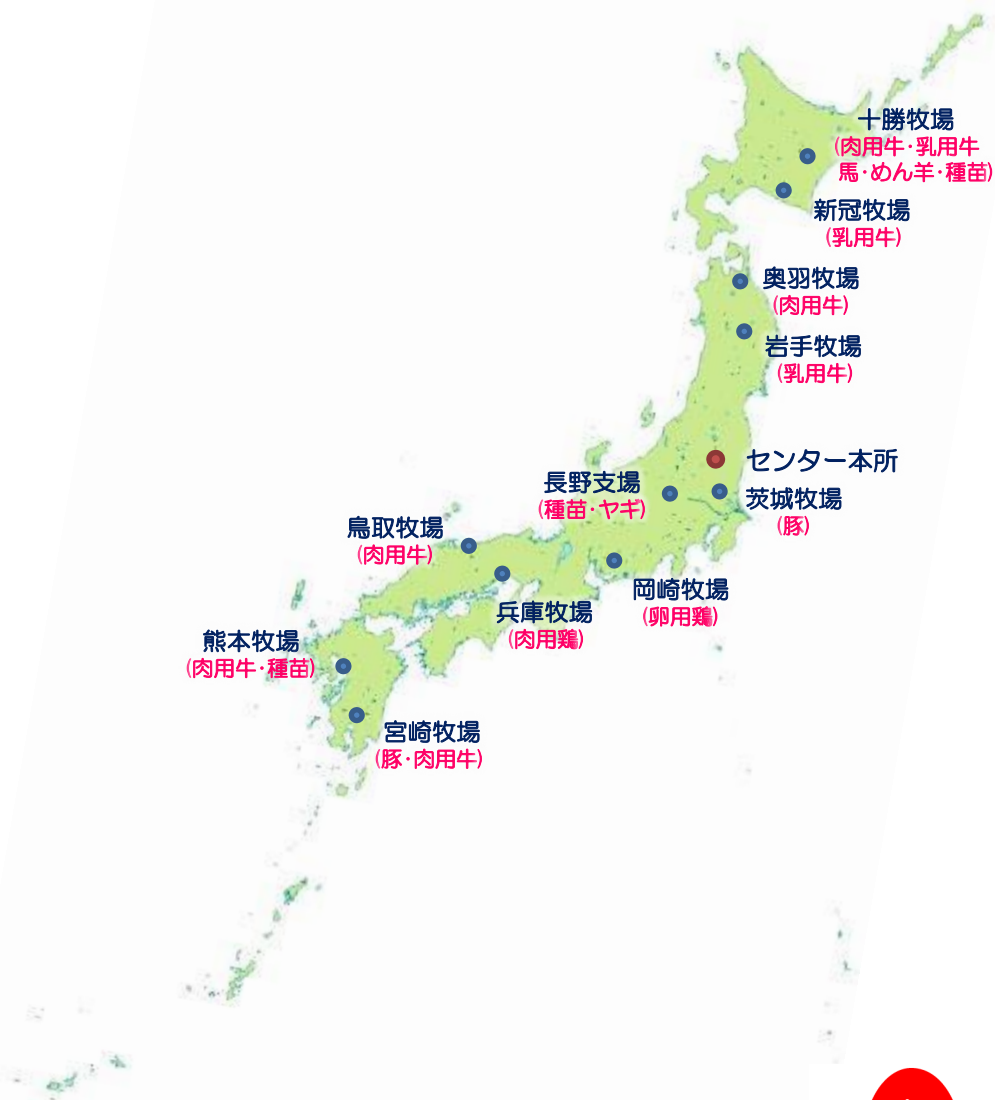 十勝牧場
(肉用牛・乳用牛
馬・めん羊・種苗)
新冠牧場
(乳用牛)
奥羽牧場
(肉用牛)
岩手牧場
(乳用牛)
センター本所
長野支場
(種苗・ヤギ)
茨城牧場
(豚)
鳥取牧場
(肉用牛)
岡崎牧場
(卵用鶏)
兵庫牧場
(肉用鶏)
熊本牧場
(肉用牛・種苗)
宮崎牧場
(豚・肉用牛)